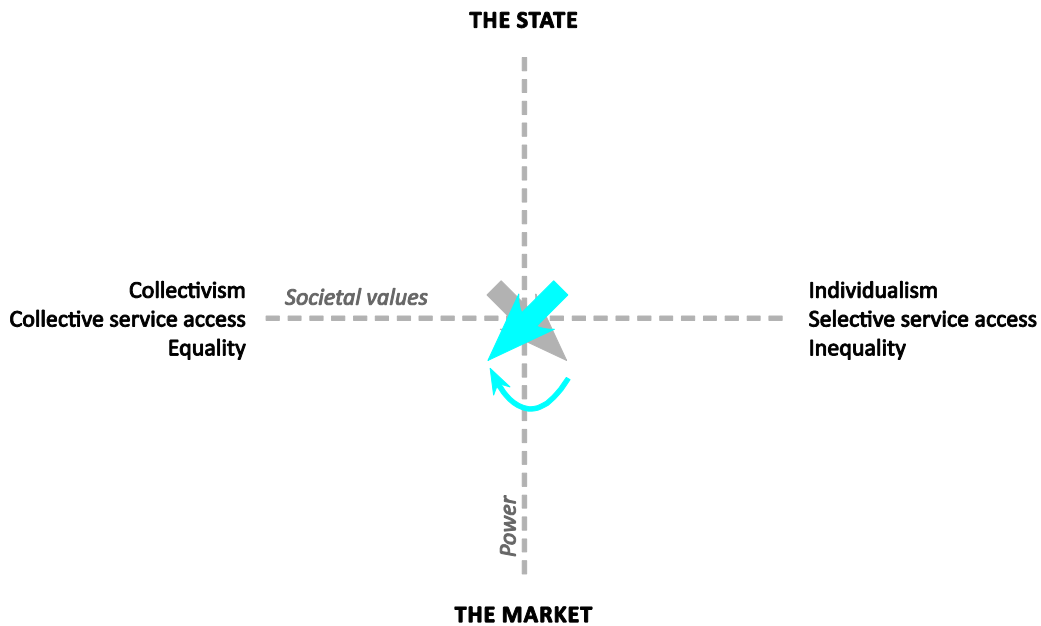 THE STATE
Collectivism
Collective service access
Equality
Societal values
Individualism
Selective service access
Inequality
Power
THE MARKET